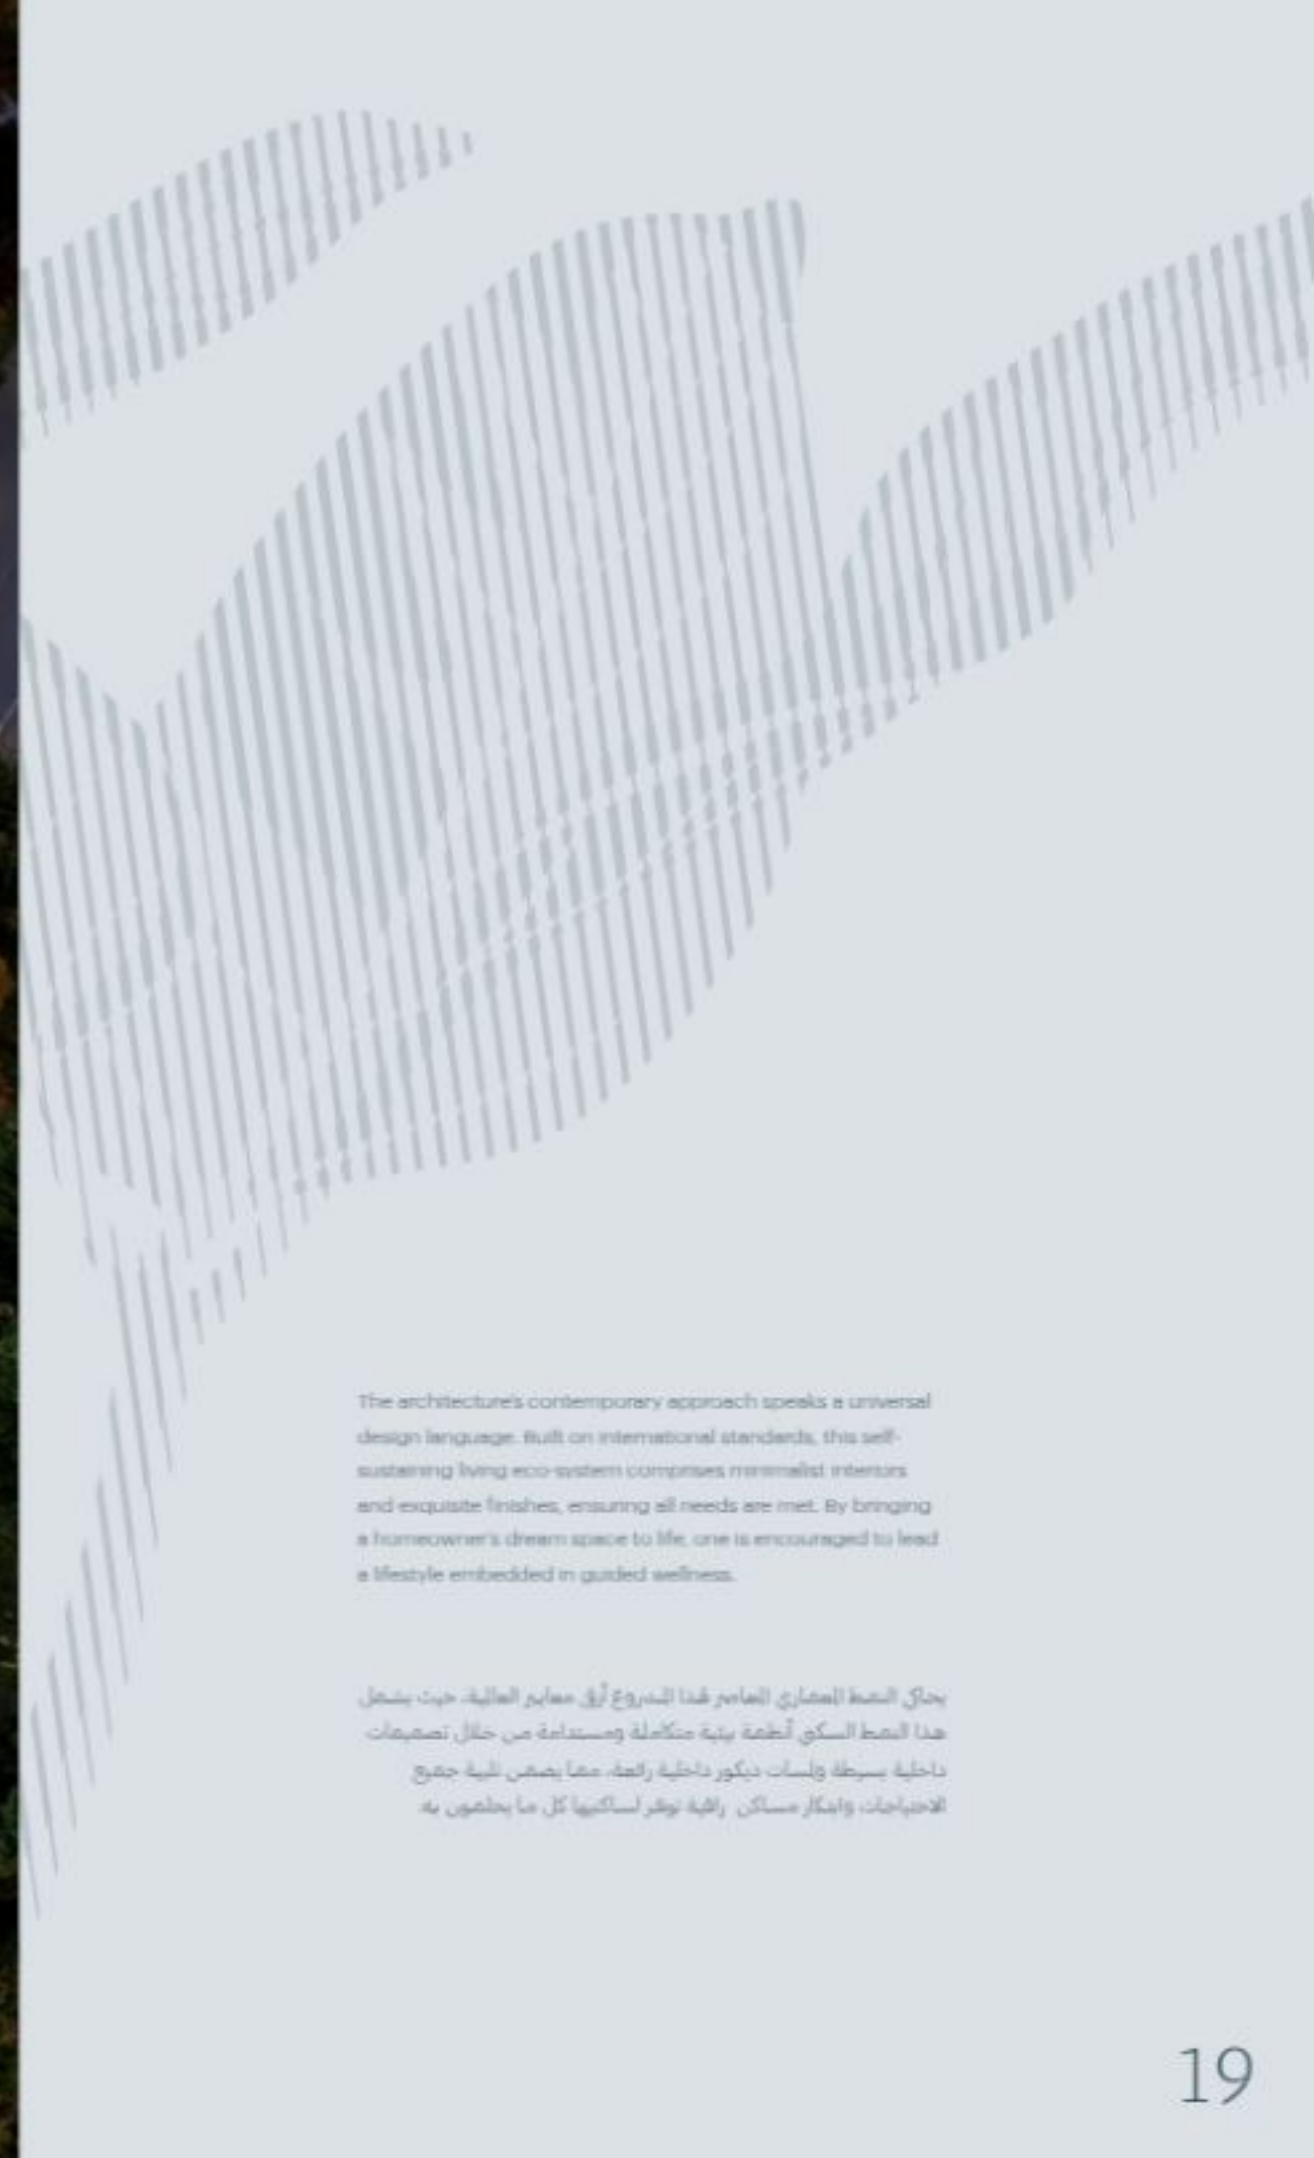 The architecture's contemporary approach speaks a universal
design language. Built on international standards, this self-
sustaining living eco-system comprises minimalist interiors
and exquisite finishes, ensuring all needs are met. By bringing
a homeowner's dream space to life, one is encouraged to lead
a lifestyle embedded in guided wellness.
يحاكي النمط المعماري المعاصر لهذا المشروع أرقى معايير العالمية، حيث يشمل
هذا النمط السكني أنظمة بيئية متكاملة ومستدامة من خلال تصميمات
داخلية بسيطة ولمسات ديكور داخلية رائعة، مما يضمن تلبية جميع
الاحتياجات وابتكار مساكن راقية توفر لساكنيها كل ما يحلمون به.
19